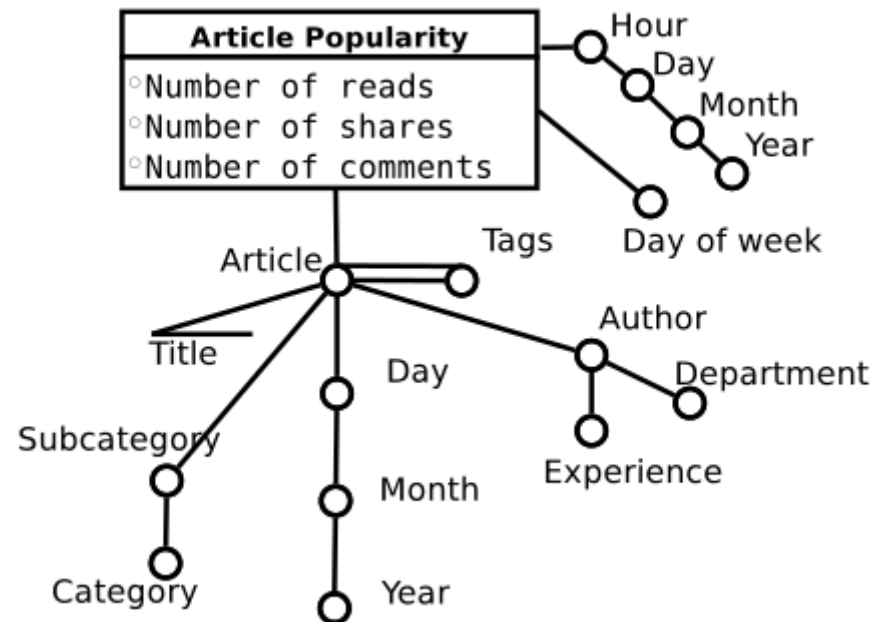 Article Popularity
Number of reads
Number of shares
Number of comments
Hour
Day
Month
Year
Day of week
Tags
Article
Title
Author
Department
Experience
Day
Subcategory
Month
Category
Year